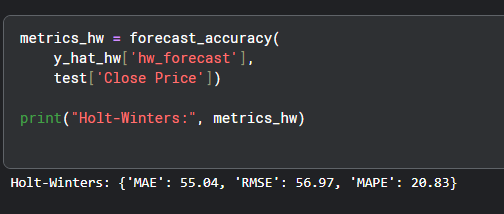 metrics_hw = forecast_accuracy(
    y_hat_hw['hw_forecast'],
    test['Close Price'])
print("Holt-Winters:", metrics_hw)
Holt-Winters: {'MAE': 55.04, 'RMSE': 56.97, 'MAPE': 20.83}